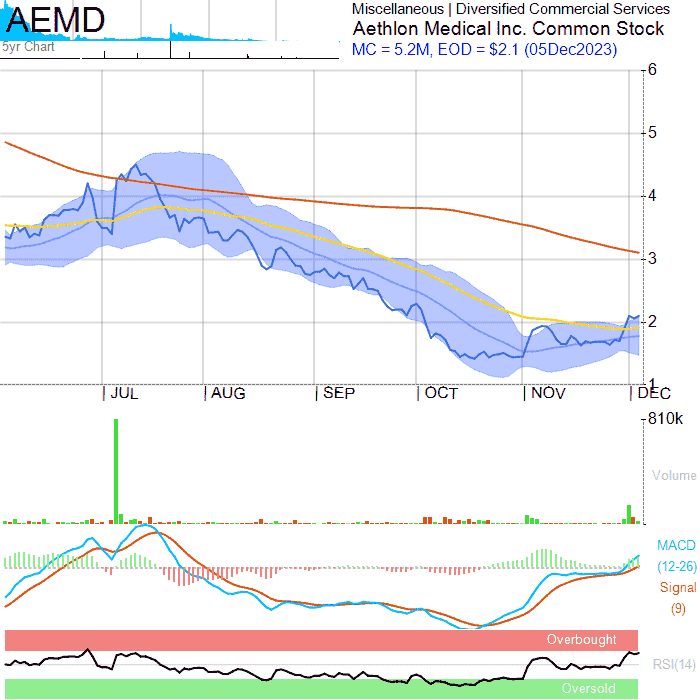 AEMD
5yr Chart
Miscellaneous | Diversified Commercial Services
Aethlon Medical Inc. Common Stock
MC = 5.2M, EOD = $2.1 (05Dec2023)
6
5
4
3
2
1
JUL AUG SEP OCT NOV DEC
810k
Volume
MACD
(12-26)
Signal
(9)
Overbought
RSI(14)
Oversold